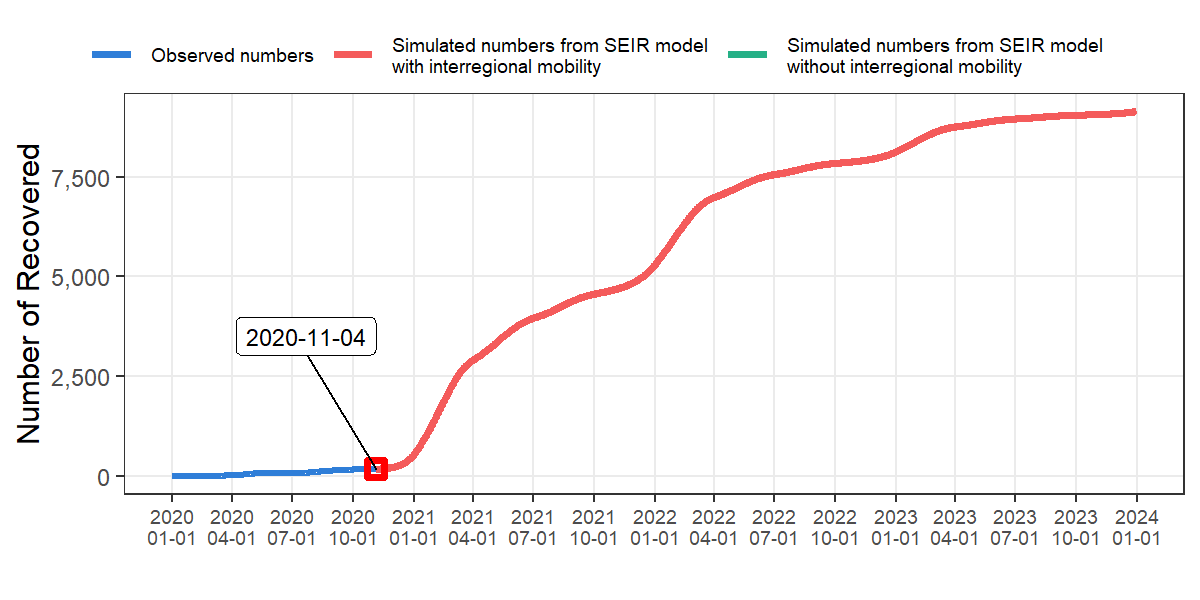 Observed numbers
Simulated numbers from SEIR model
with interregional mobility
Simulated numbers from SEIR model
without interregional mobility
Number of Recovered
7,500
5,000
2,500
0
2020-11-04
2020 2020 2020 2020 2021 2021 2021 2021 2022 2022 2022 2022 2023 2023 2023 2023 2024
01-01 04-01 07-01 10-01 01-01 04-01 07-01 10-01 01-01 04-01 07-01 10-01 01-01 04-01 07-01 10-01 01-01